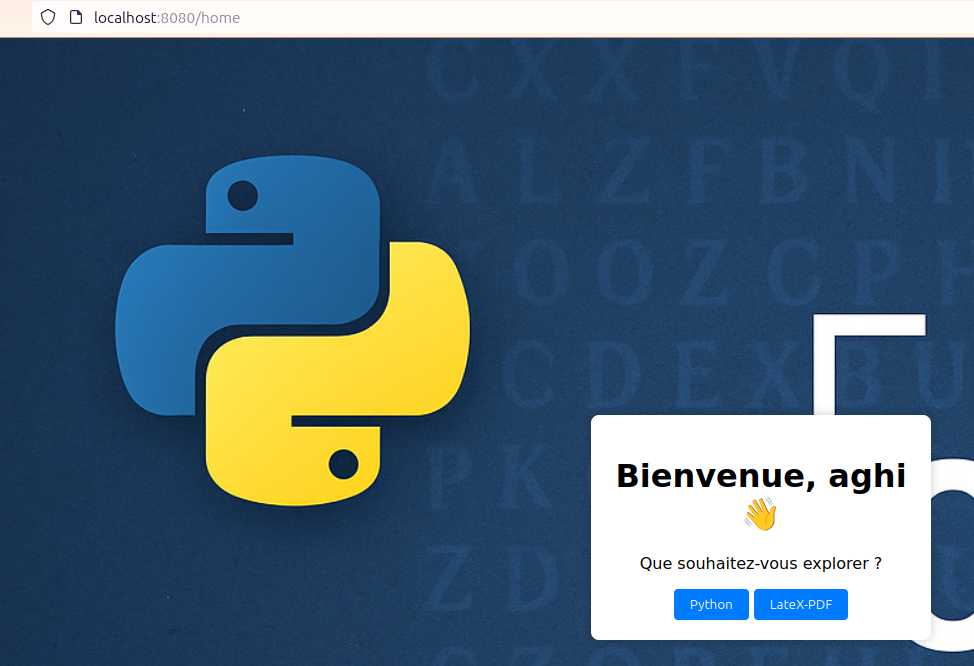 localhost:8080/home
C X X F V Q I
A L Z F B N I
O O Z C P H
C D E X B U
P K
Z D
Bienvenue, aghi
👋
Que souhaitez-vous explorer ?
Python LateX-PDF